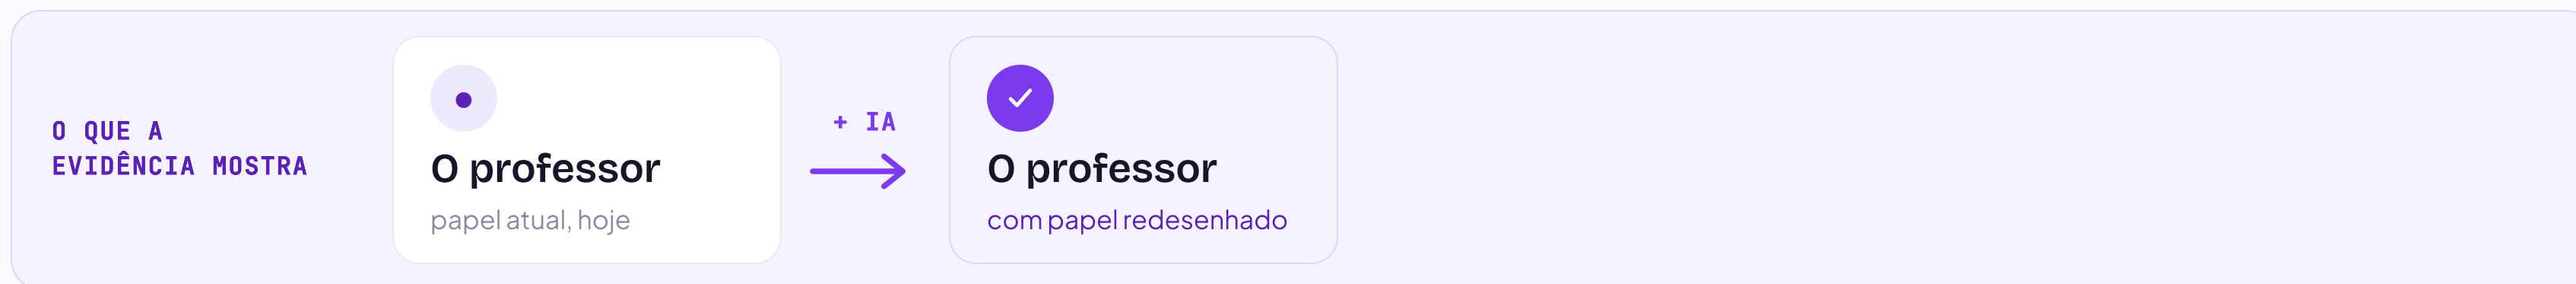 O QUE A
EVIDÊNCIA MOSTRA
O professor
papel atual, hoje
+ IA
O professor
com papel redesenhado